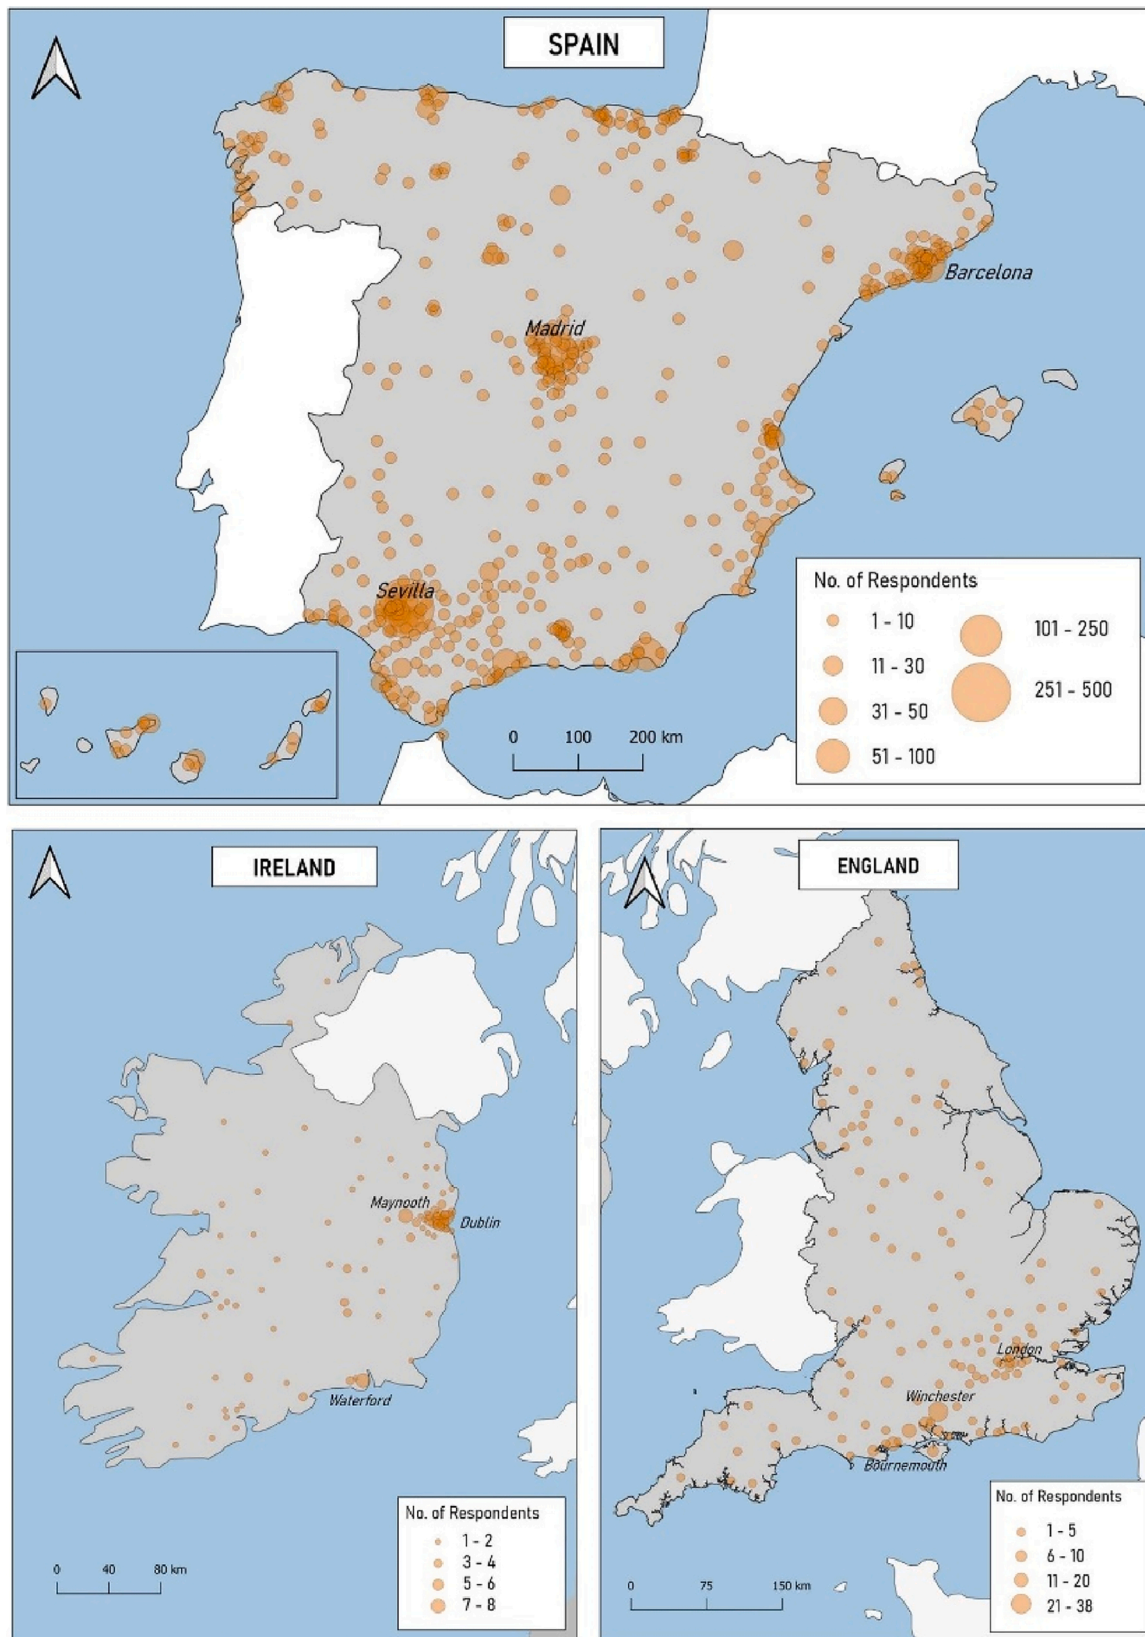 SPAIN
Barcelona
Madrid
Sevilla
No. of Respondents
1 - 10
11 - 30
31 - 50
51 - 100
101 - 250
251 - 500
0 100 200 km
IRELAND
Maynooth
Dublin
Waterford
No. of Respondents
1 - 2
3 - 4
5 - 6
7 - 8
0 40 80 km
ENGLAND
London
Winchester
Bournemouth
No. of Respondents
1 - 5
6 - 10
11 - 20
21 - 38
0 75 150 km